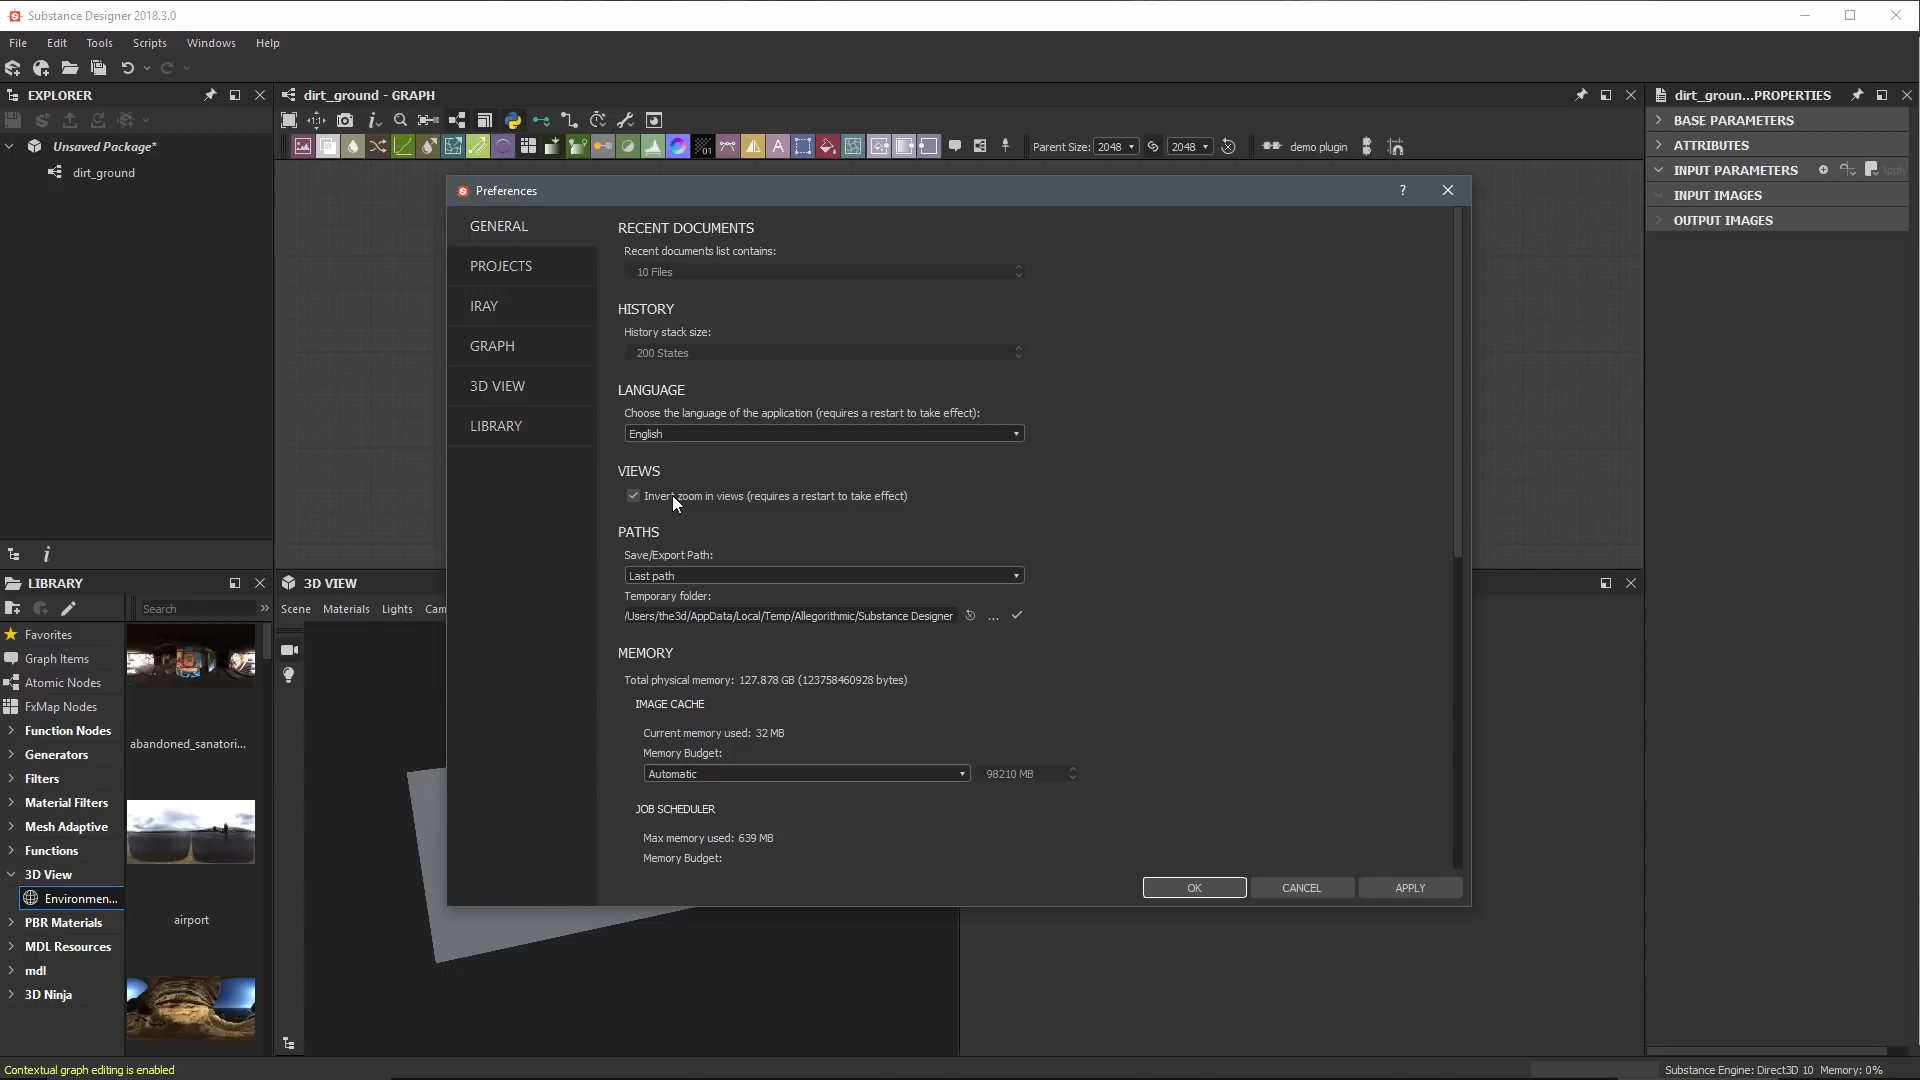 Substance Designer 2018.3.0
File Edit Tools Scripts Windows Help
EXPLORER
Unsaved Package*
dirt_ground
dirt_ground - GRAPH
Parent Size: 2048 2048 demo plugin
dirt_groun...PROPERTIES
BASE PARAMETERS
ATTRIBUTES
INPUT PARAMETERS Apply
INPUT IMAGES
OUTPUT IMAGES
Preferences ?
GENERAL
PROJECTS
IRAY
GRAPH
3D VIEW
LIBRARY
RECENT DOCUMENTS
Recent documents list contains:
10 Files
HISTORY
History stack size:
200 States
LANGUAGE
Choose the language of the application (requires a restart to take effect):
English
VIEWS
Invert zoom in views (requires a restart to take effect)
PATHS
Save/Export Path:
Last path
Temporary folder:
/Users/the3d/AppData/Local/Temp/Allegorithmic/Substance Designer ...
MEMORY
Total physical memory: 127.878 GB (123758460928 bytes)
IMAGE CACHE
Current memory used: 32 MB
Memory Budget:
Automatic 98210 MB
JOB SCHEDULER
Max memory used: 639 MB
Memory Budget:
OK CANCEL APPLY
LIBRARY
Search
Favorites
Graph Items
Atomic Nodes
FxMap Nodes
Function Nodes
Generators
Filters
Material Filters
Mesh Adaptive
Functions
3D View
Environmen...
PBR Materials
MDL Resources
mdl
3D Ninja
abandoned_sanatori...
airport
3D VIEW
Scene Materials Lights Cam
Contextual graph editing is enabled
Substance Engine: Direct3D 10 Memory: 0%